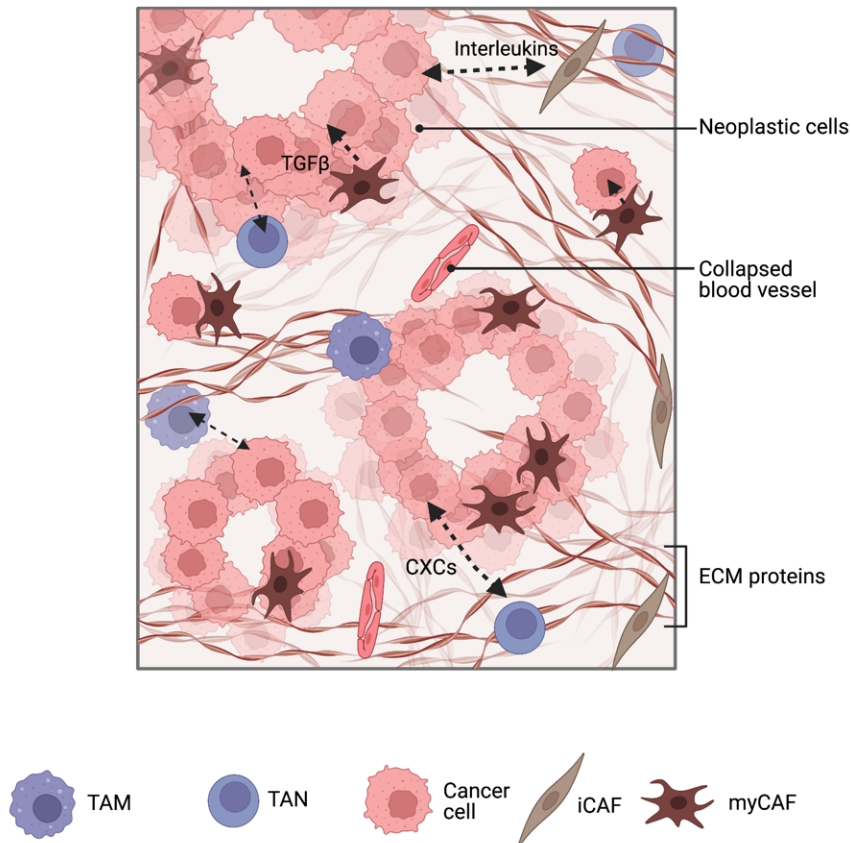 Interleukins
Neoplastic cells
TGFβ
Collapsed
blood vessel
CXCs
ECM proteins
TAM
TAN
Cancer
cell
iCAF
myCAF